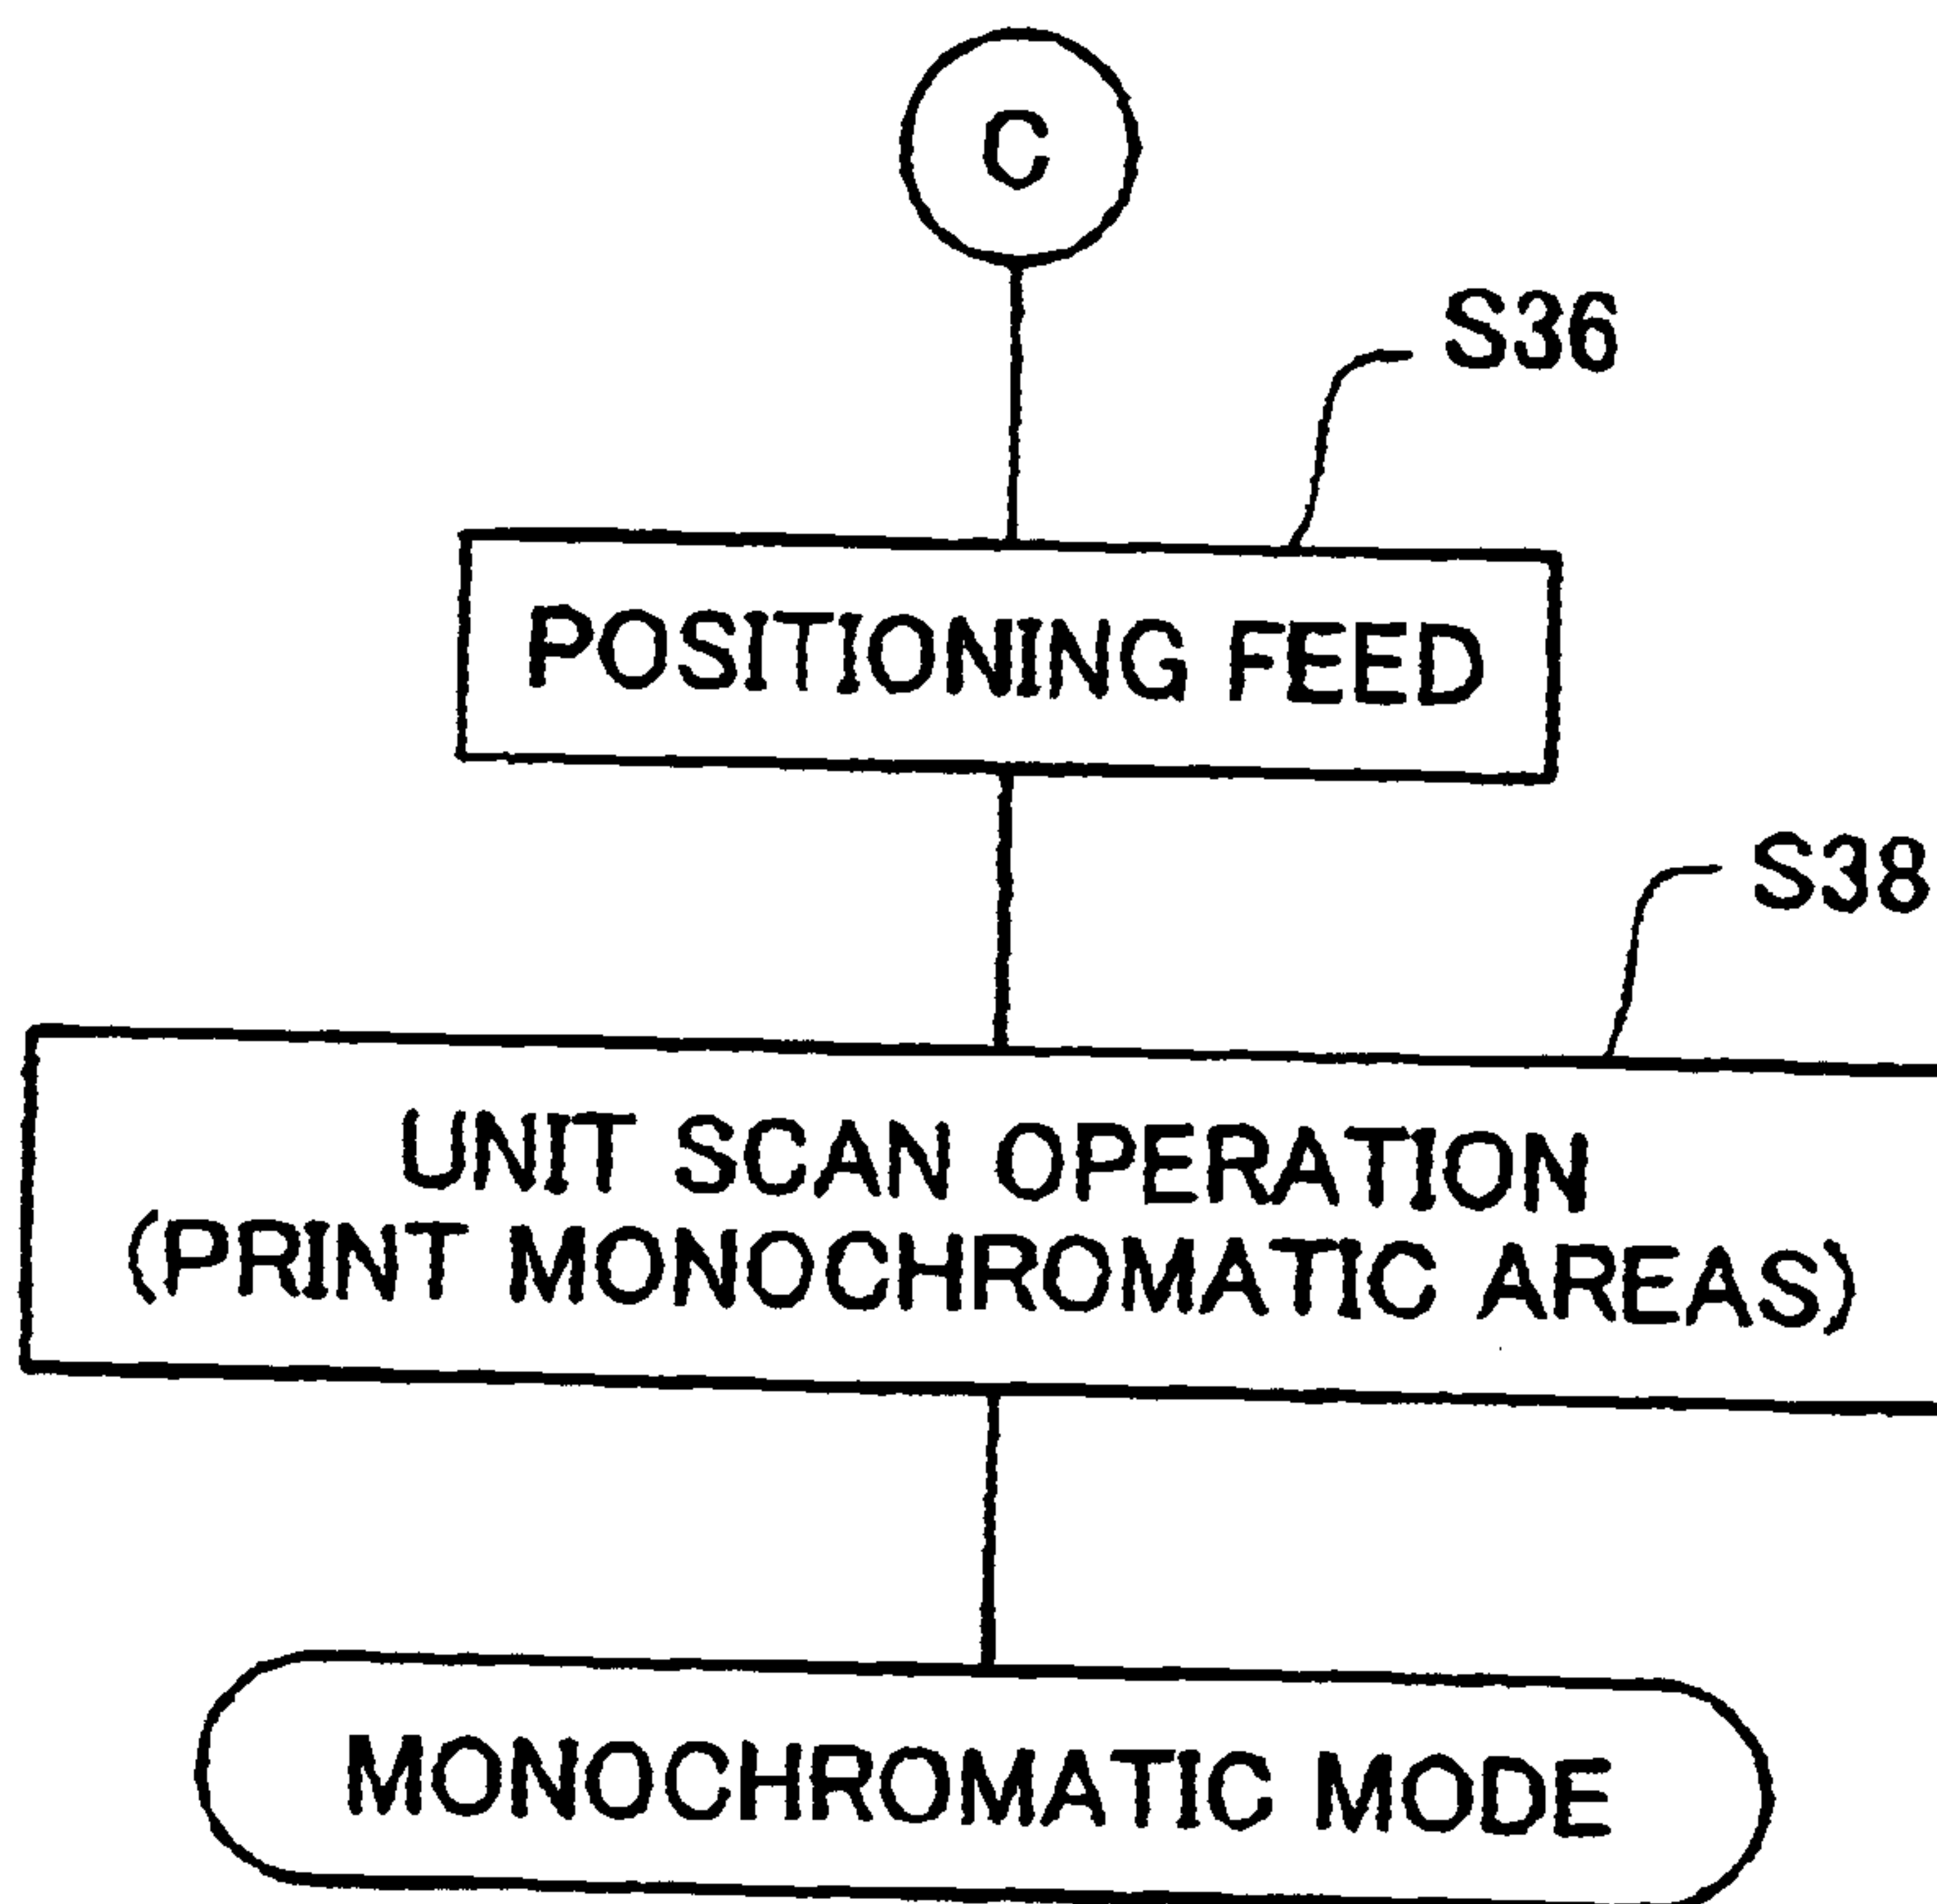 C
S36
POSITIONING FEED
S38
UNIT SCAN OPERATION
(PRINT MONOCHROMATIC AREAS)
MONOCHROMATIC MODE